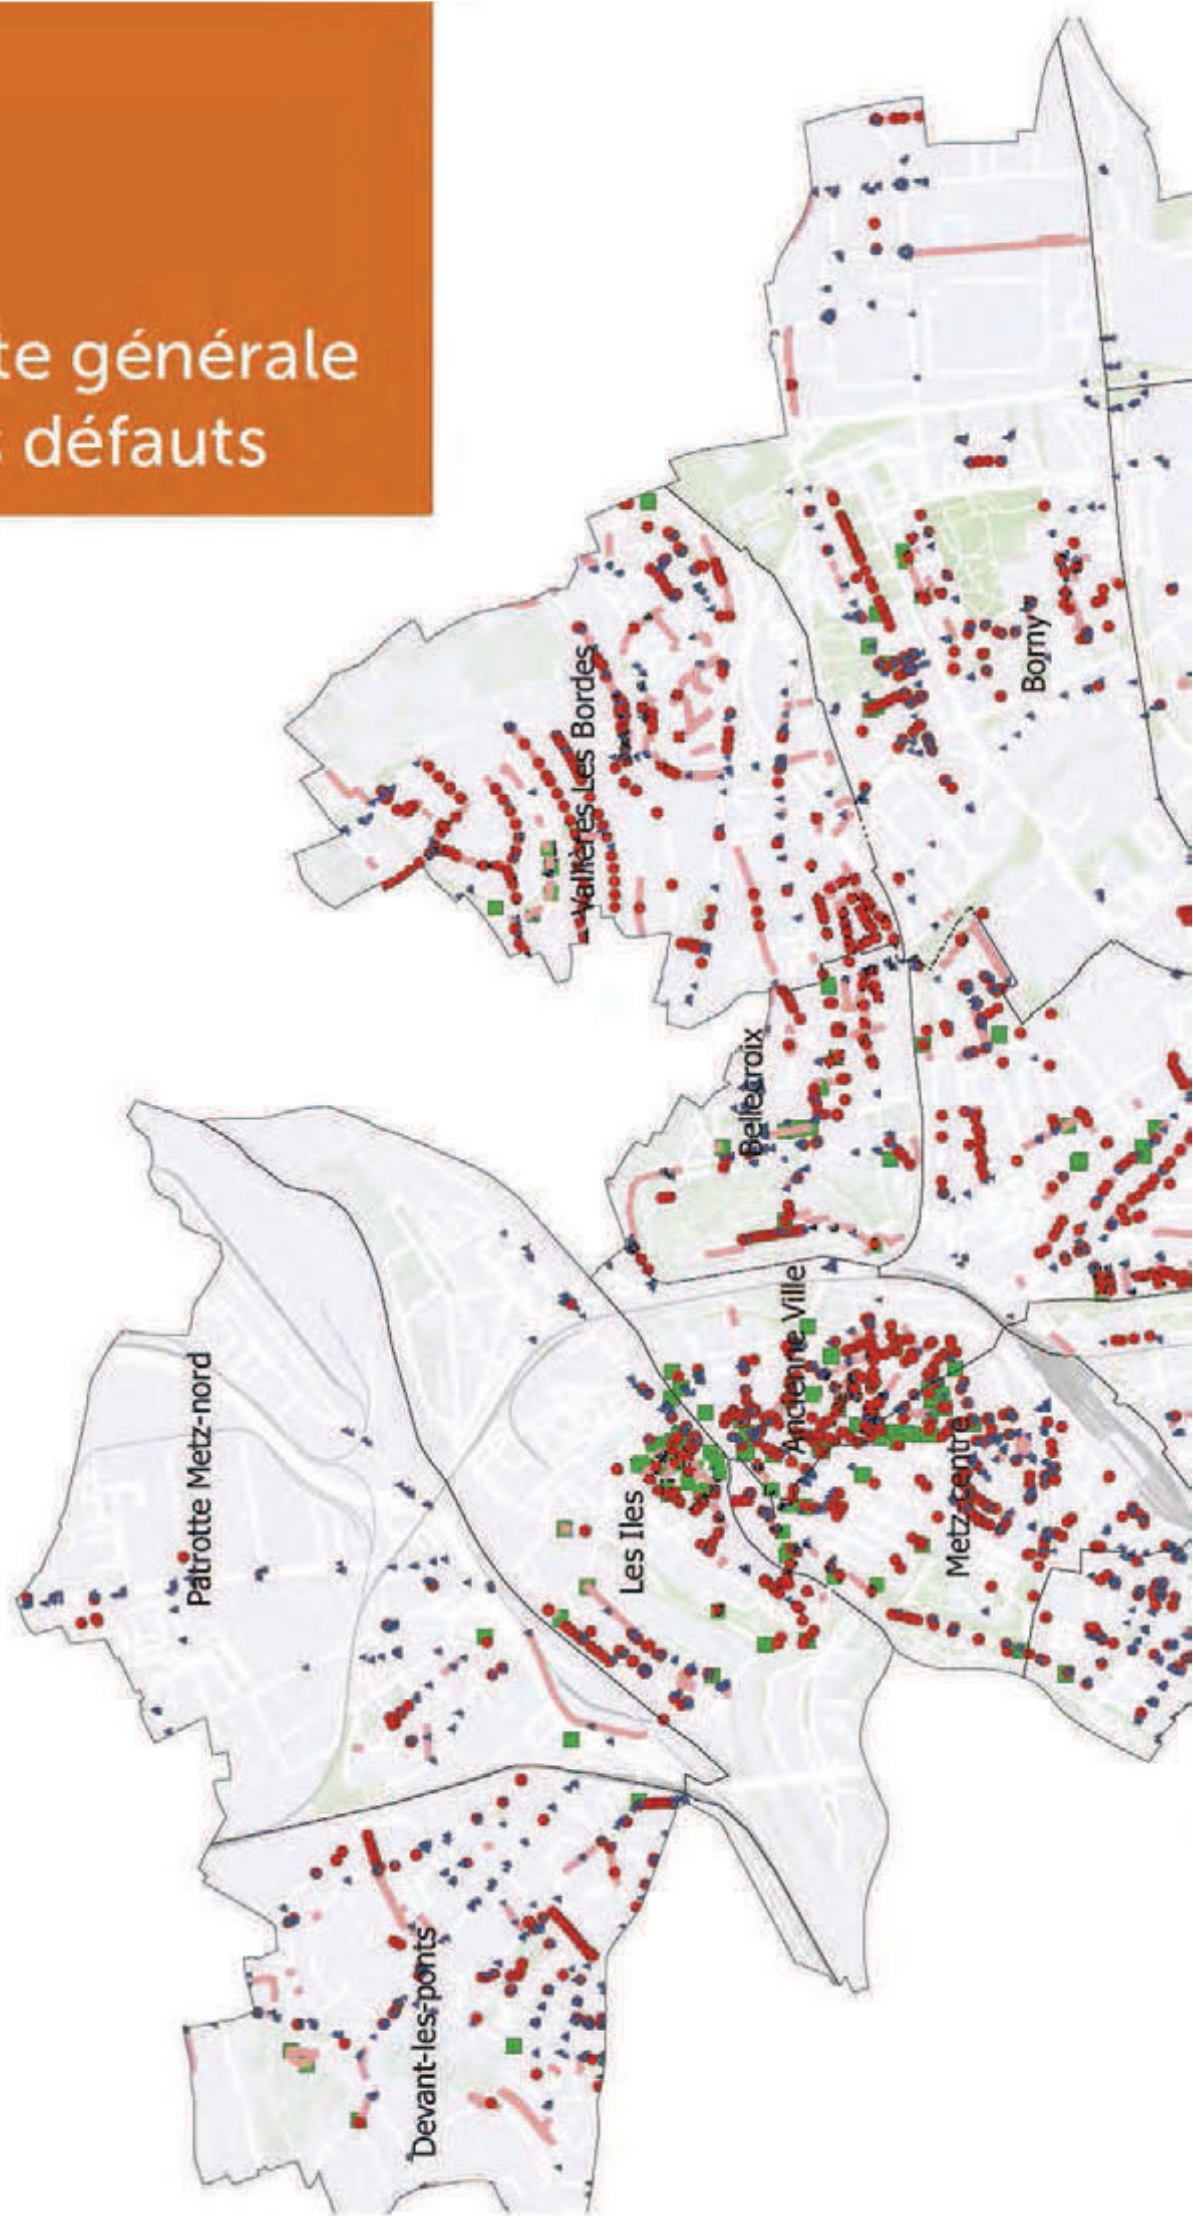 te générale
s défauts
Patrotte Metz-nord
Devant-les-ponts
Les Iles
Ancienne Ville
Metz-centre
Bellecroix
Vallières Les Bordes
Borny